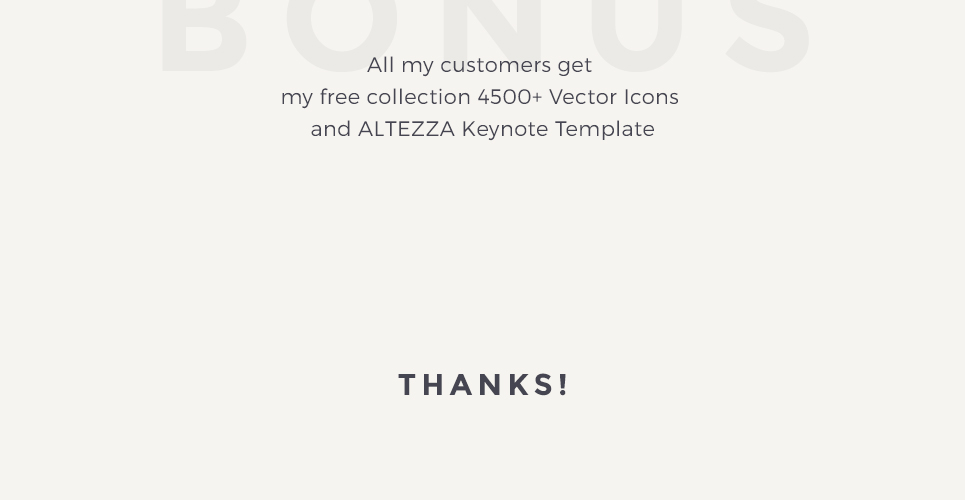 BONUS
All my customers get
my free collection 4500+ Vector Icons
and ALTEZZA Keynote Template
THANKS!